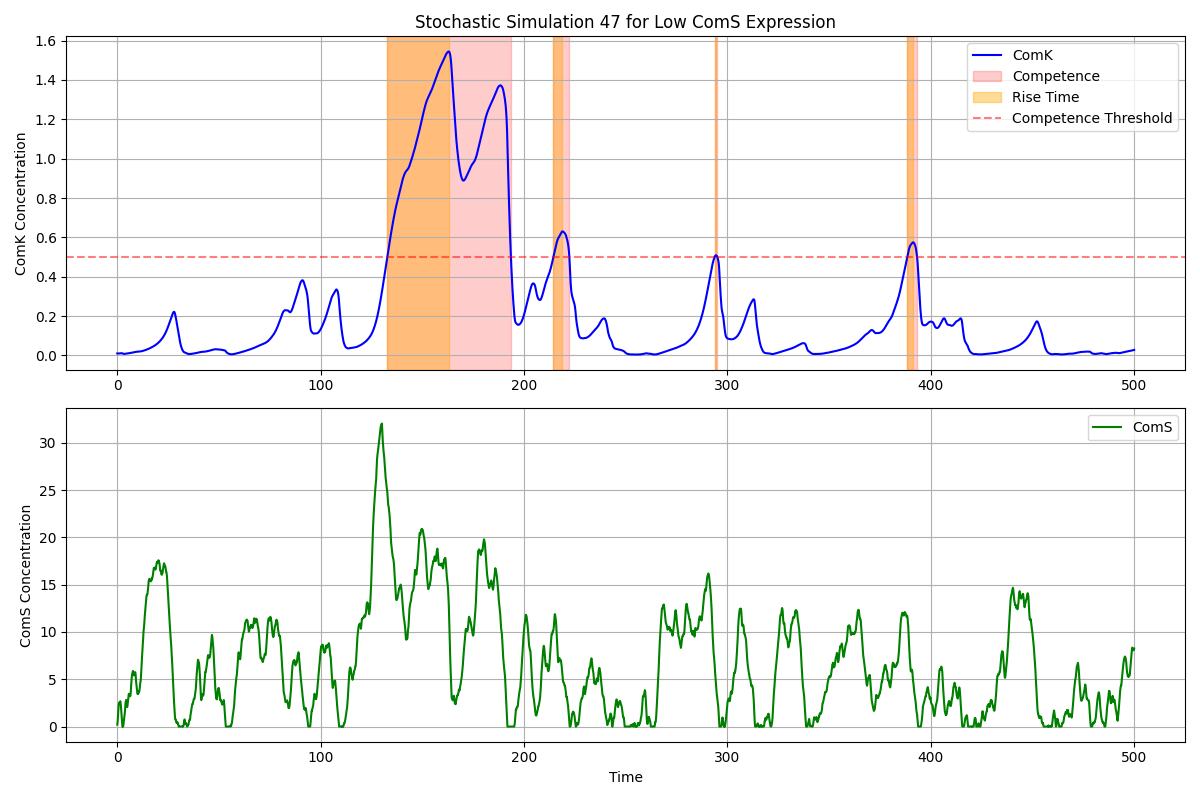 Stochastic Simulation 47 for Low ComS Expression
ComK Concentration
1.6
1.4
1.2
1.0
0.8
0.6
0.4
0.2
0.0
ComK
Competence
Rise Time
Competence Threshold
0 100 200 300 400 500
ComS Concentration
30
25
20
15
10
5
0
ComS
0 100 200 300 400 500
Time